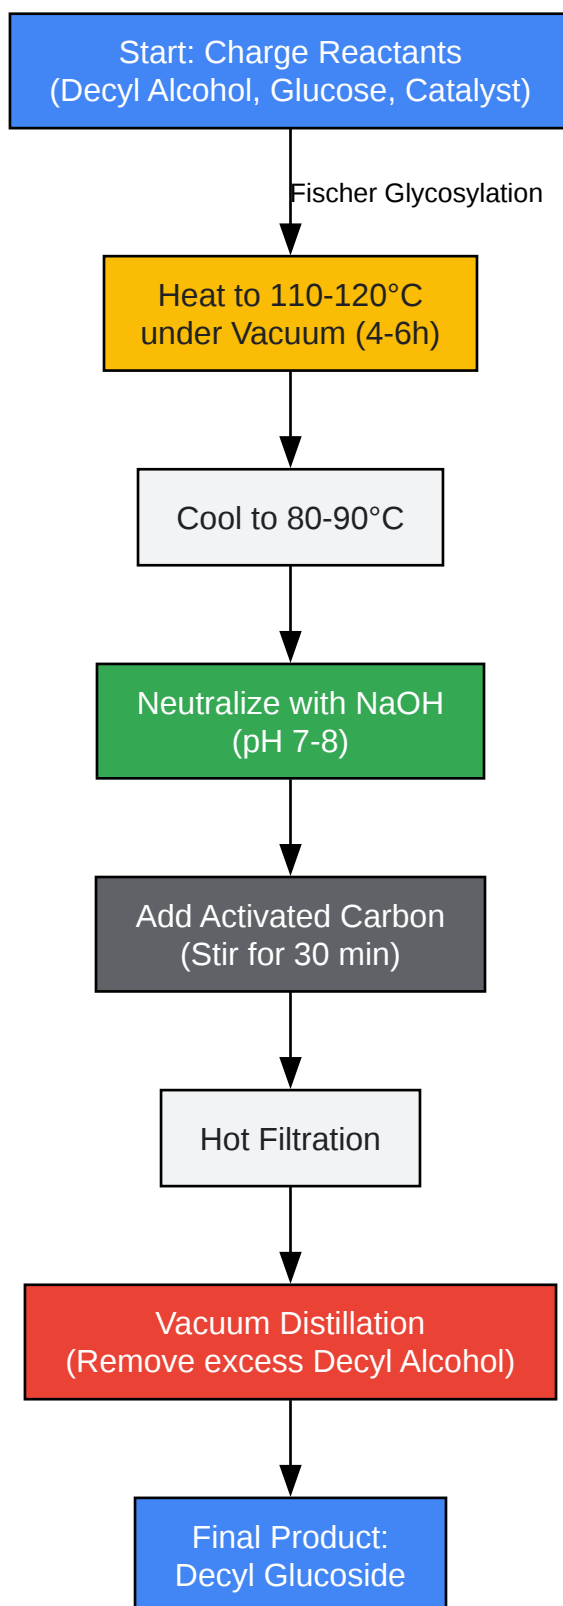 Start: Charge Reactants
(Decyl Alcohol, Glucose, Catalyst)
Fischer Glycosylation
Heat to 110-120°C
under Vacuum (4-6h)
Cool to 80-90°C
Neutralize with NaOH
(pH 7-8)
Add Activated Carbon
(Stir for 30 min)
Hot Filtration
Vacuum Distillation
(Remove excess Decyl Alcohol)
Final Product:
Decyl Glucoside